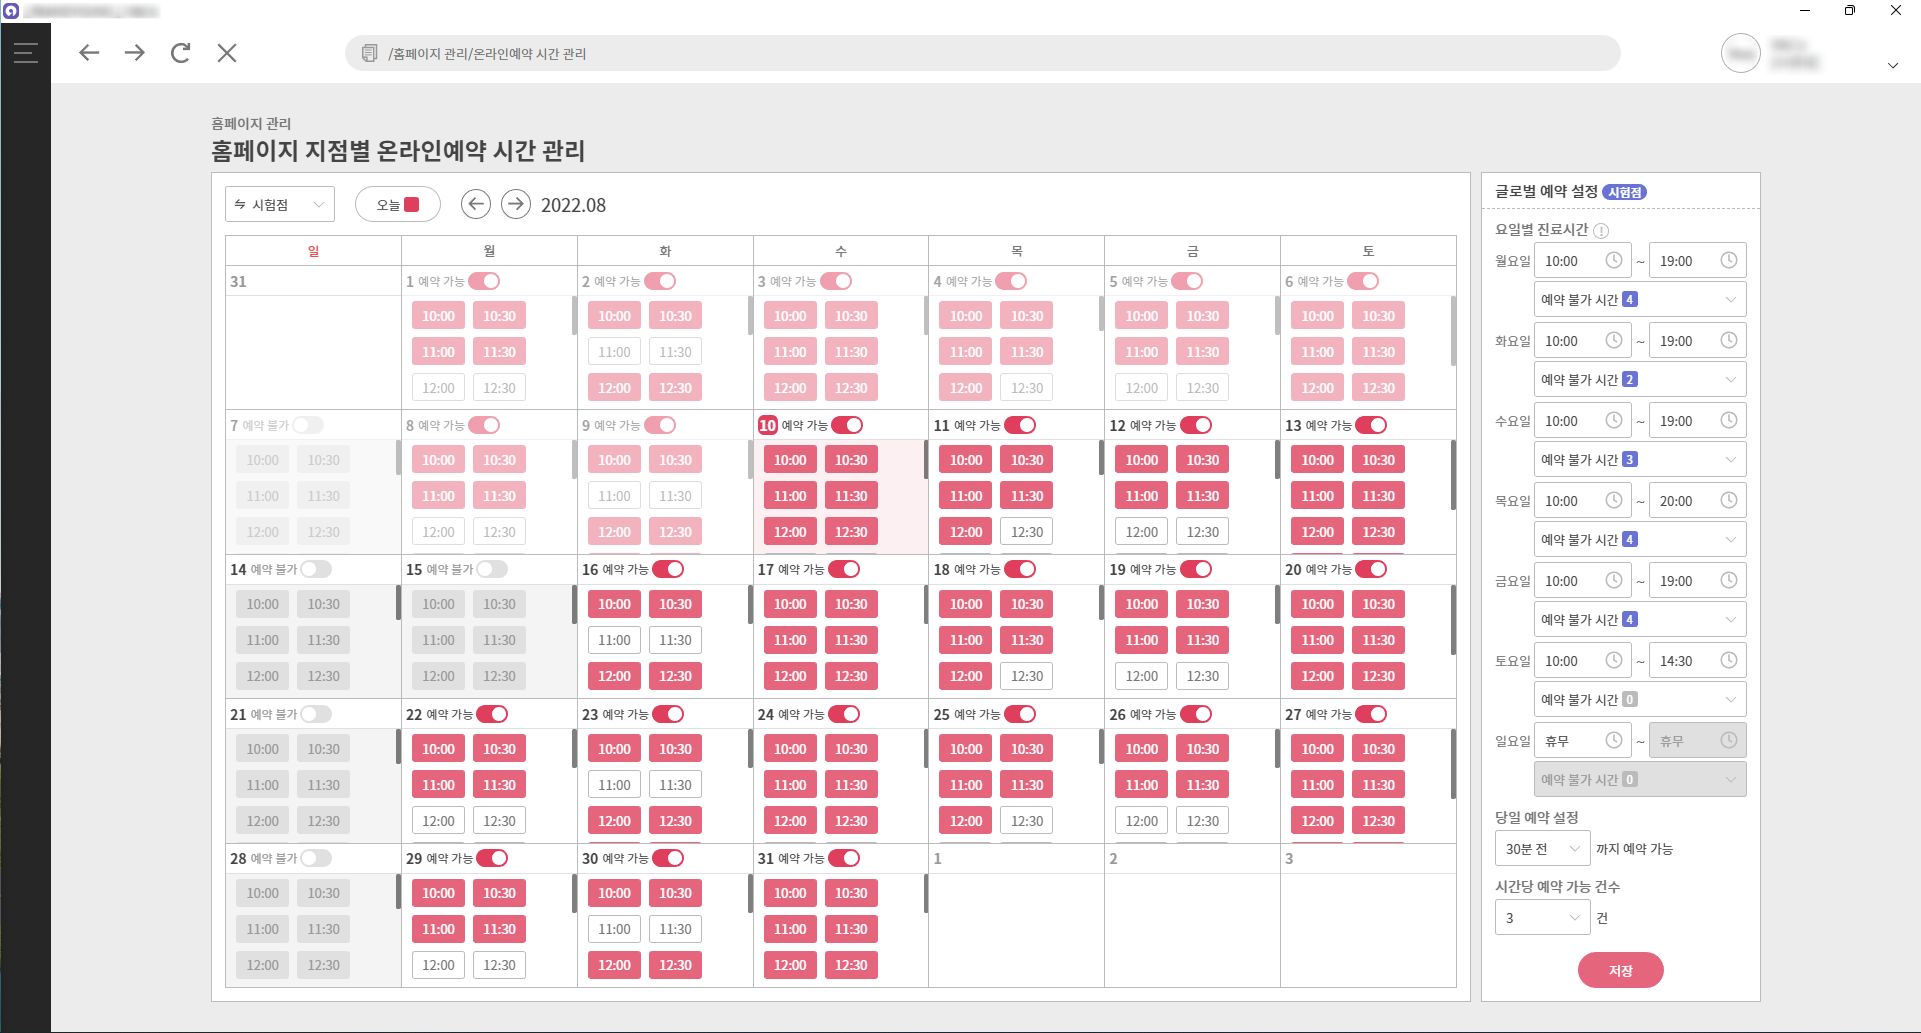 /홈페이지 관리/온라인예약 시간 관리
홈페이지 관리
홈페이지 지점별 온라인예약 시간 관리
시험점 오늘 2022.08
일 월 화 수 목 금 토
31 1 예약 가능 2 예약 가능 3 예약 가능 4 예약 가능 5 예약 가능 6 예약 가능
10:00 10:30 10:00 10:30 10:00 10:30 10:00 10:30 10:00 10:30 10:00 10:30
11:00 11:30 11:00 11:30 11:00 11:30 11:00 11:30 11:00 11:30 11:00 11:30
12:00 12:30 12:00 12:30 12:00 12:30 12:00 12:30 12:00 12:30 12:00 12:30
7 예약 불가 8 예약 가능 9 예약 가능 10 예약 가능 11 예약 가능 12 예약 가능 13 예약 가능
10:00 10:30 10:00 10:30 10:00 10:30 10:00 10:30 10:00 10:30 10:00 10:30 10:00 10:30
11:00 11:30 11:00 11:30 11:00 11:30 11:00 11:30 11:00 11:30 11:00 11:30 11:00 11:30
12:00 12:30 12:00 12:30 12:00 12:30 12:00 12:30 12:00 12:30 12:00 12:30 12:00 12:30
14 예약 불가 15 예약 불가 16 예약 가능 17 예약 가능 18 예약 가능 19 예약 가능 20 예약 가능
10:00 10:30 10:00 10:30 10:00 10:30 10:00 10:30 10:00 10:30 10:00 10:30 10:00 10:30
11:00 11:30 11:00 11:30 11:00 11:30 11:00 11:30 11:00 11:30 11:00 11:30 11:00 11:30
12:00 12:30 12:00 12:30 12:00 12:30 12:00 12:30 12:00 12:30 12:00 12:30 12:00 12:30
21 예약 불가 22 예약 가능 23 예약 가능 24 예약 가능 25 예약 가능 26 예약 가능 27 예약 가능
10:00 10:30 10:00 10:30 10:00 10:30 10:00 10:30 10:00 10:30 10:00 10:30 10:00 10:30
11:00 11:30 11:00 11:30 11:00 11:30 11:00 11:30 11:00 11:30 11:00 11:30 11:00 11:30
12:00 12:30 12:00 12:30 12:00 12:30 12:00 12:30 12:00 12:30 12:00 12:30 12:00 12:30
28 예약 불가 29 예약 가능 30 예약 가능 31 예약 가능 1 2 3
10:00 10:30 10:00 10:30 10:00 10:30 10:00 10:30
11:00 11:30 11:00 11:30 11:00 11:30 11:00 11:30
12:00 12:30 12:00 12:30 12:00 12:30 12:00 12:30
글로벌 예약 설정 시험점
요일별 진료시간
월요일 10:00 ~ 19:00
예약 불가 시간 4
화요일 10:00 ~ 19:00
예약 불가 시간 2
수요일 10:00 ~ 19:00
예약 불가 시간 3
목요일 10:00 ~ 20:00
예약 불가 시간 4
금요일 10:00 ~ 19:00
예약 불가 시간 4
토요일 10:00 ~ 14:30
예약 불가 시간 0
일요일 휴무 ~ 휴무
예약 불가 시간 0
당일 예약 설정
30분 전 까지 예약 가능
시간당 예약 가능 건수
3 건
저장